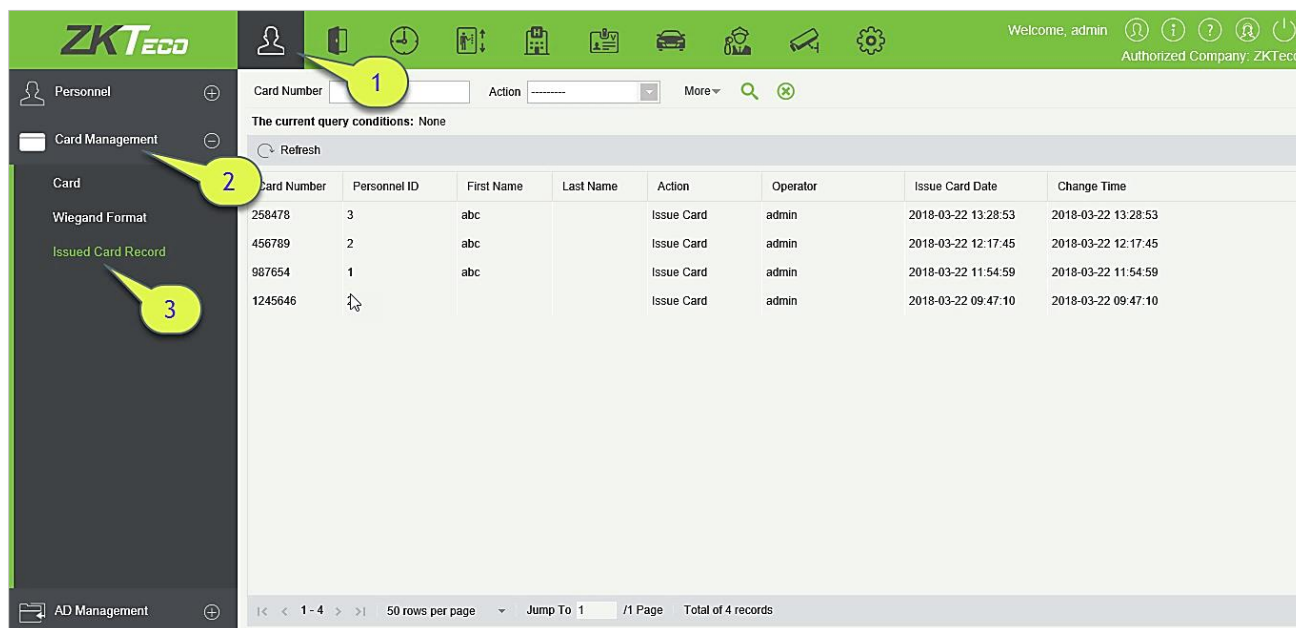 ZKTeco
Welcome, admin
Authorized Company: ZKTeco
1
Personnel
Card Number Action --------- More
The current query conditions: None
Card Management
Refresh
2
Card
Wiegand Format
Issued Card Record
3
Card Number Personnel ID First Name Last Name Action Operator Issue Card Date Change Time
258478 3 abc Issue Card admin 2018-03-22 13:28:53 2018-03-22 13:28:53
456789 2 abc Issue Card admin 2018-03-22 12:17:45 2018-03-22 12:17:45
987654 1 abc Issue Card admin 2018-03-22 11:54:59 2018-03-22 11:54:59
1245646 Issue Card admin 2018-03-22 09:47:10 2018-03-22 09:47:10
AD Management
1 - 4 50 rows per page Jump To 1 /1 Page Total of 4 records